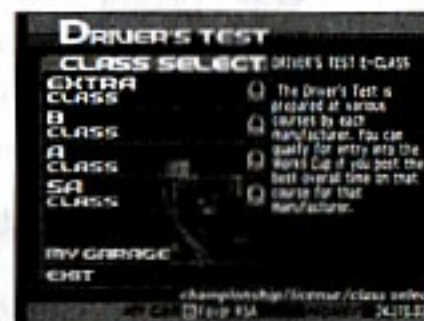 DRIVER'S TEST
CLASS SELECT
DRIVER'S TEST E-CLASS
EXTRA
CLASS
B
CLASS
A
CLASS
SA
CLASS
The Driver's Test is
prepared at various
courses by each
manufacturer. You can
qualify for entry into the
World Cup if you post the
best overall time on that
course for that
manufacturer.
MY GARAGE
EXIT
championship/license/class select